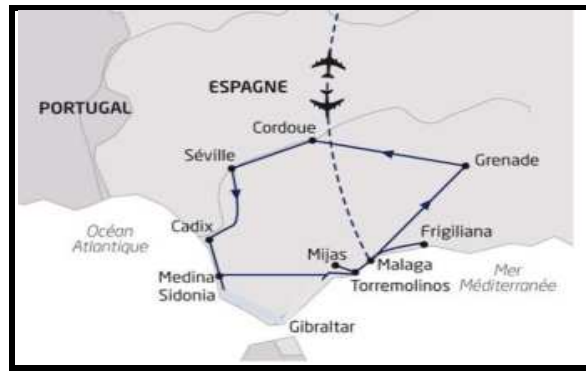 ESPAGNE
PORTUGAL
Cordoue
Séville
Grenade
Océan
Atlantique
Cadix
Frigiliana
Mijas
Malaga
Medina
Sidonia
Torremolinos
Mer
Méditerranée
Gibraltar